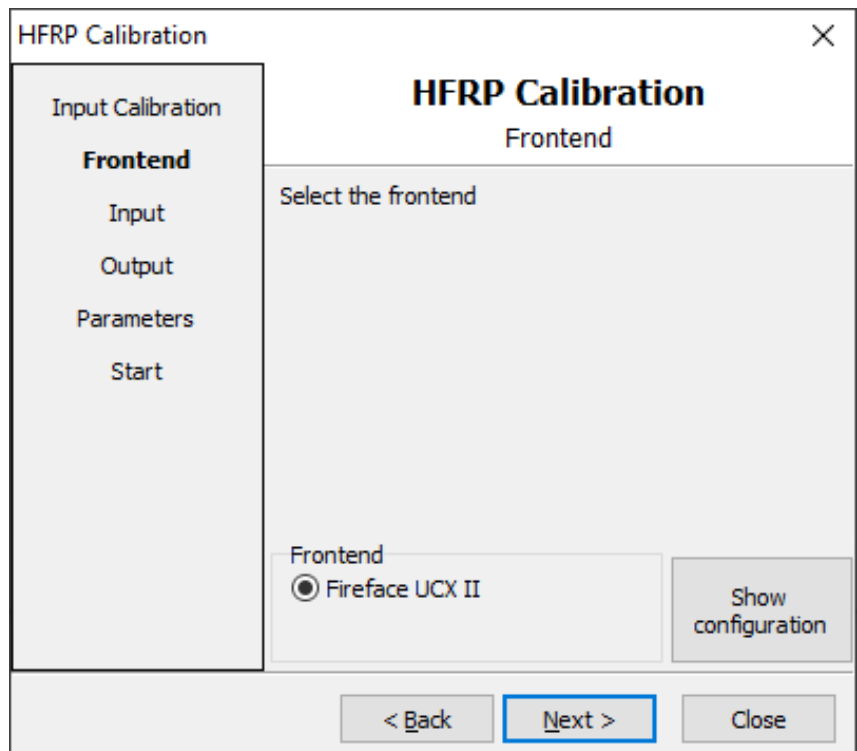 HFRP Calibration
Input Calibration
Frontend
Input
Output
Parameters
Start
HFRP Calibration
Frontend
Select the frontend
Frontend
Fireface UCX II
Show
configuration
< Back
Next >
Close